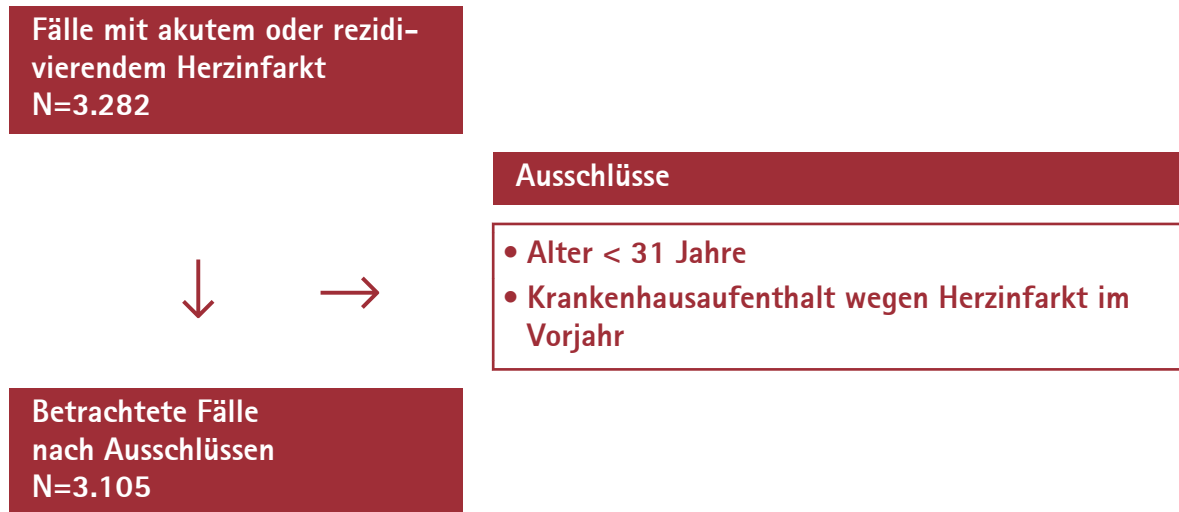 Fälle mit akutem oder rezidi-
vierendem Herzinfarkt
N=3.282
Ausschlüsse
• Alter < 31 Jahre
• Krankenhausaufenthalt wegen Herzinfarkt im
Vorjahr
Betrachtete Fälle
nach Ausschlüssen
N=3.105